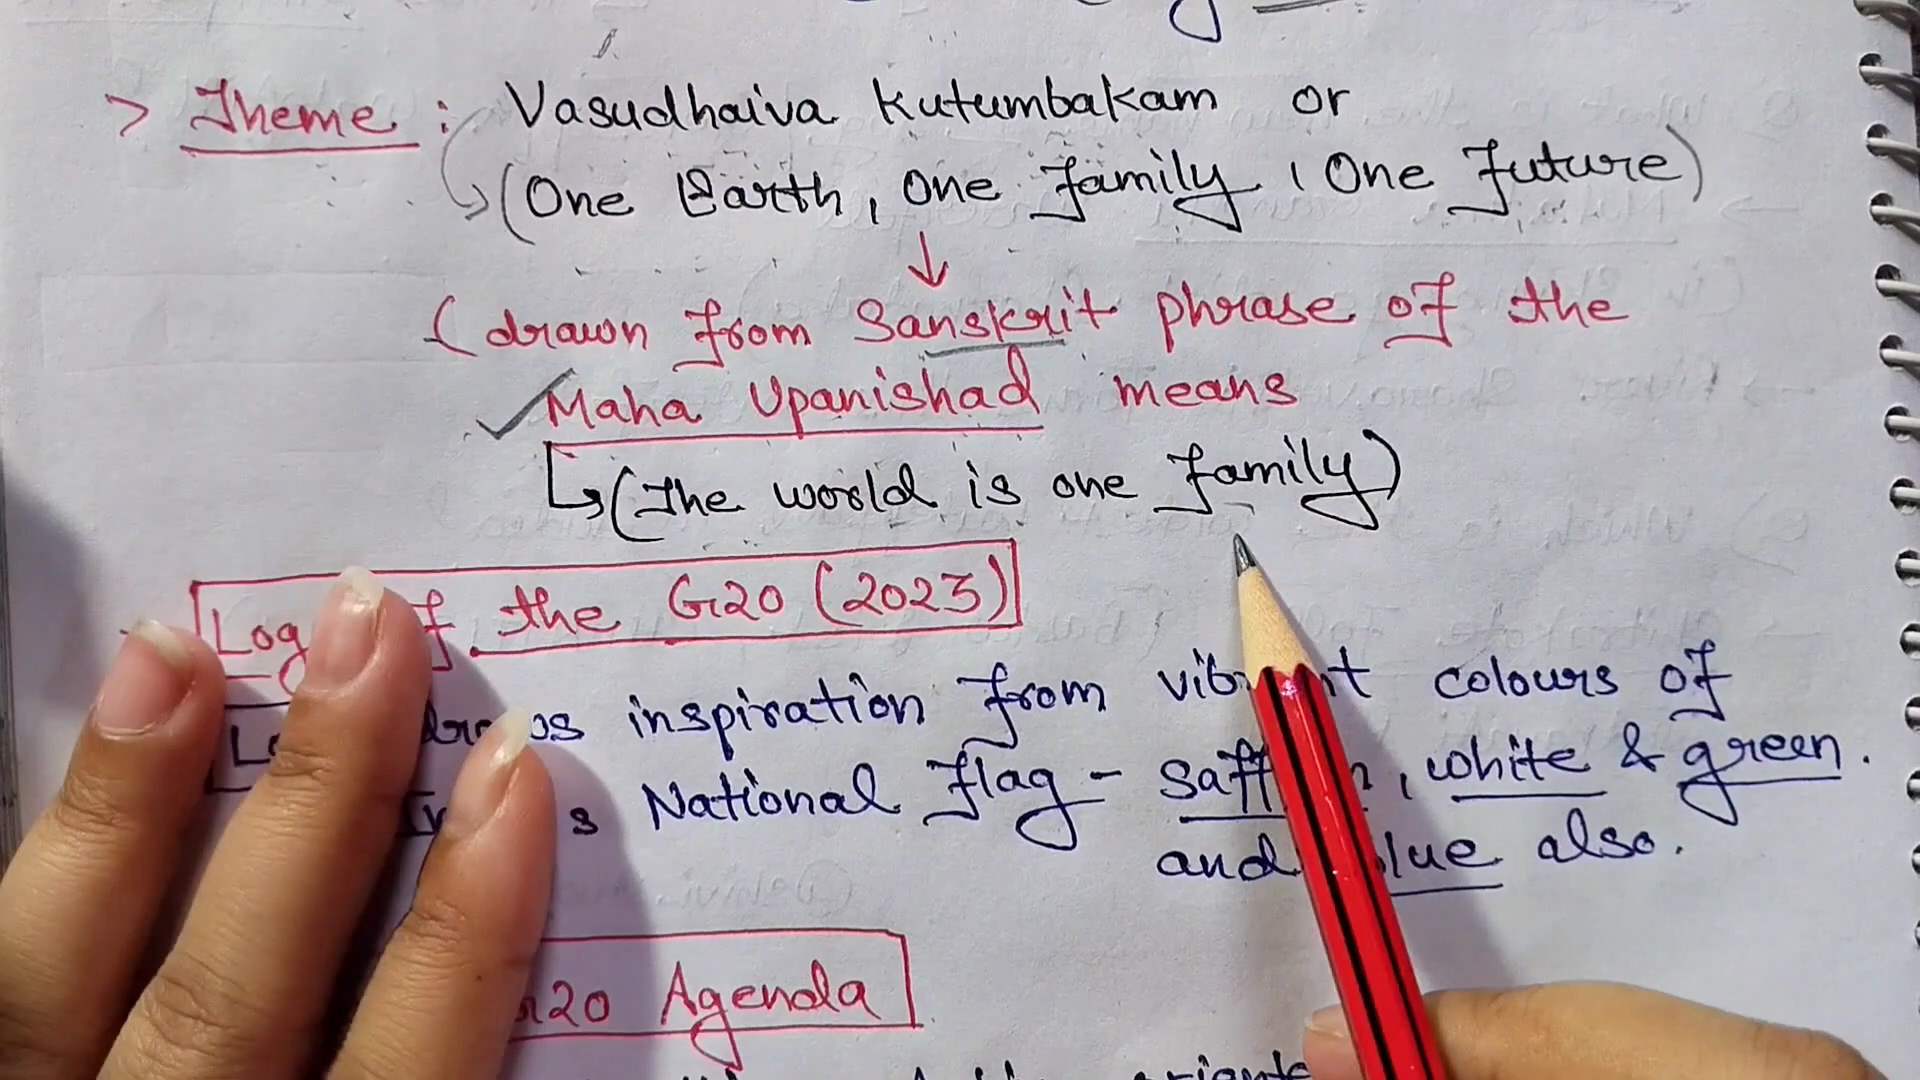 > Theme : Vasudhaiva Kutumbakam or
(One Earth, One Family, One Future)
(drawn from Sanskrit phrase of the
Maha Upanishad means
(The world is one family)
the G20 (2023)
inspiration from colours of
National Flag - white & green.
and also.
Agenda